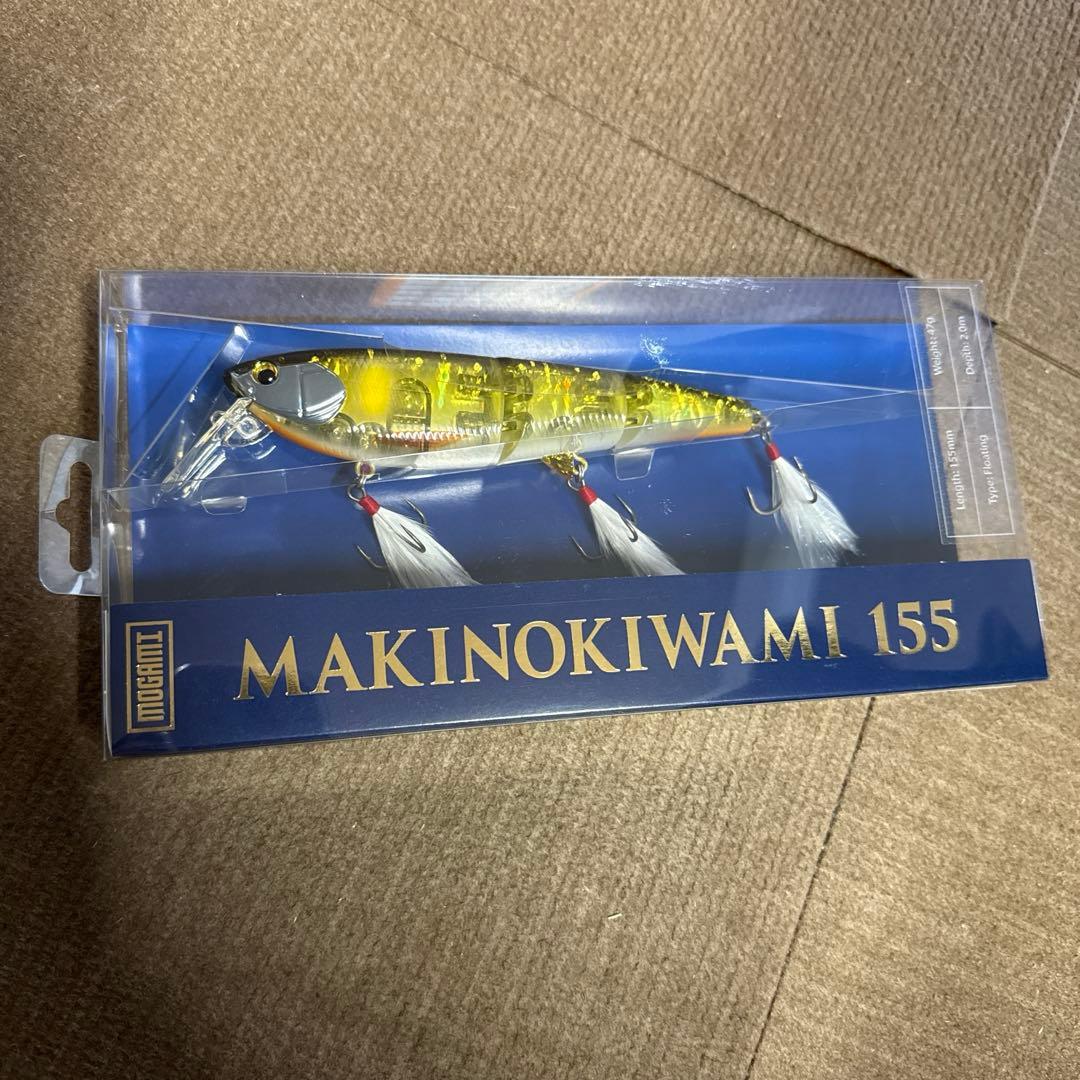 Weight: 47g
Depth: 2.0m
Length: 155mm
Type: Floating
MOGAMI
MAKINOKIWAMI 155